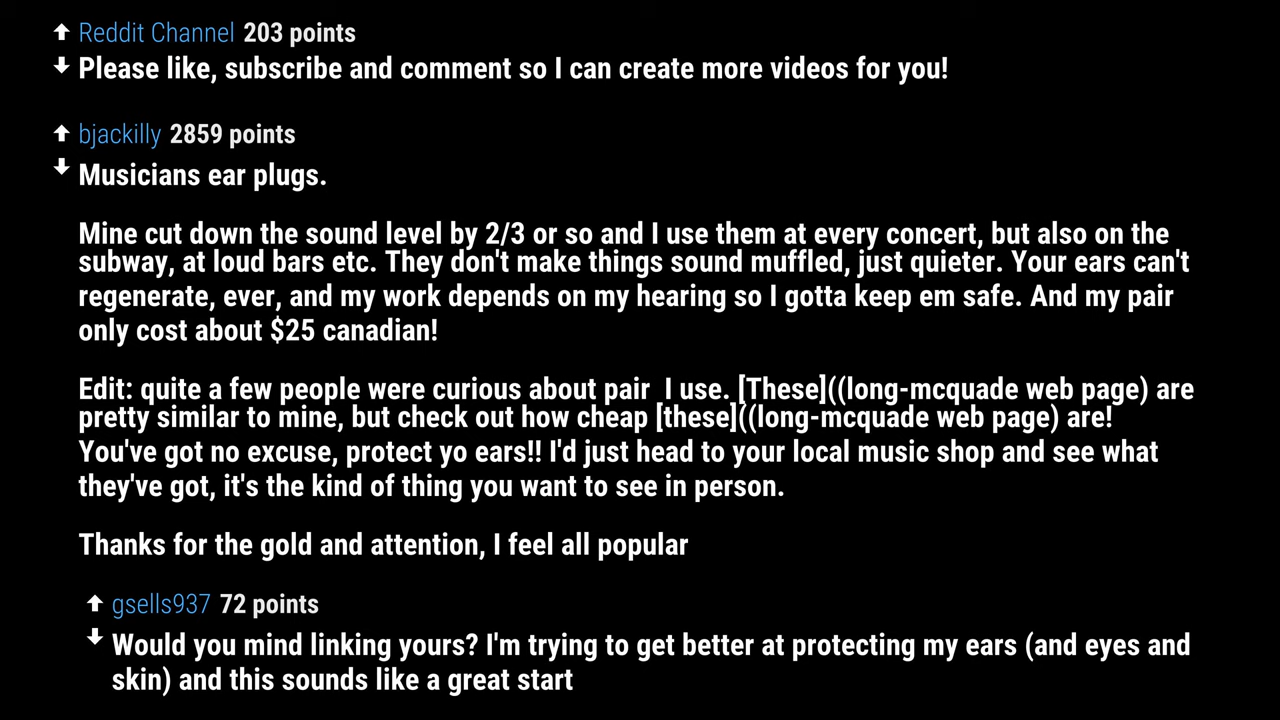 Reddit Channel 203 points
Please like, subscribe and comment so I can create more videos for you!
bjackilly 2859 points
Musicians ear plugs.
Mine cut down the sound level by 2/3 or so and I use them at every concert, but also on the
subway, at loud bars etc. They don't make things sound muffled, just quieter. Your ears can't
regenerate, ever, and my work depends on my hearing so I gotta keep em safe. And my pair
only cost about $25 canadian!
Edit: quite a few people were curious about pair  I use. [These]((long-mcquade web page) are
pretty similar to mine, but check out how cheap [these]((long-mcquade web page) are!
You've got no excuse, protect yo ears!! I'd just head to your local music shop and see what
they've got, it's the kind of thing you want to see in person.
Thanks for the gold and attention, I feel all popular
gsells937 72 points
Would you mind linking yours? I'm trying to get better at protecting my ears (and eyes and
skin) and this sounds like a great start